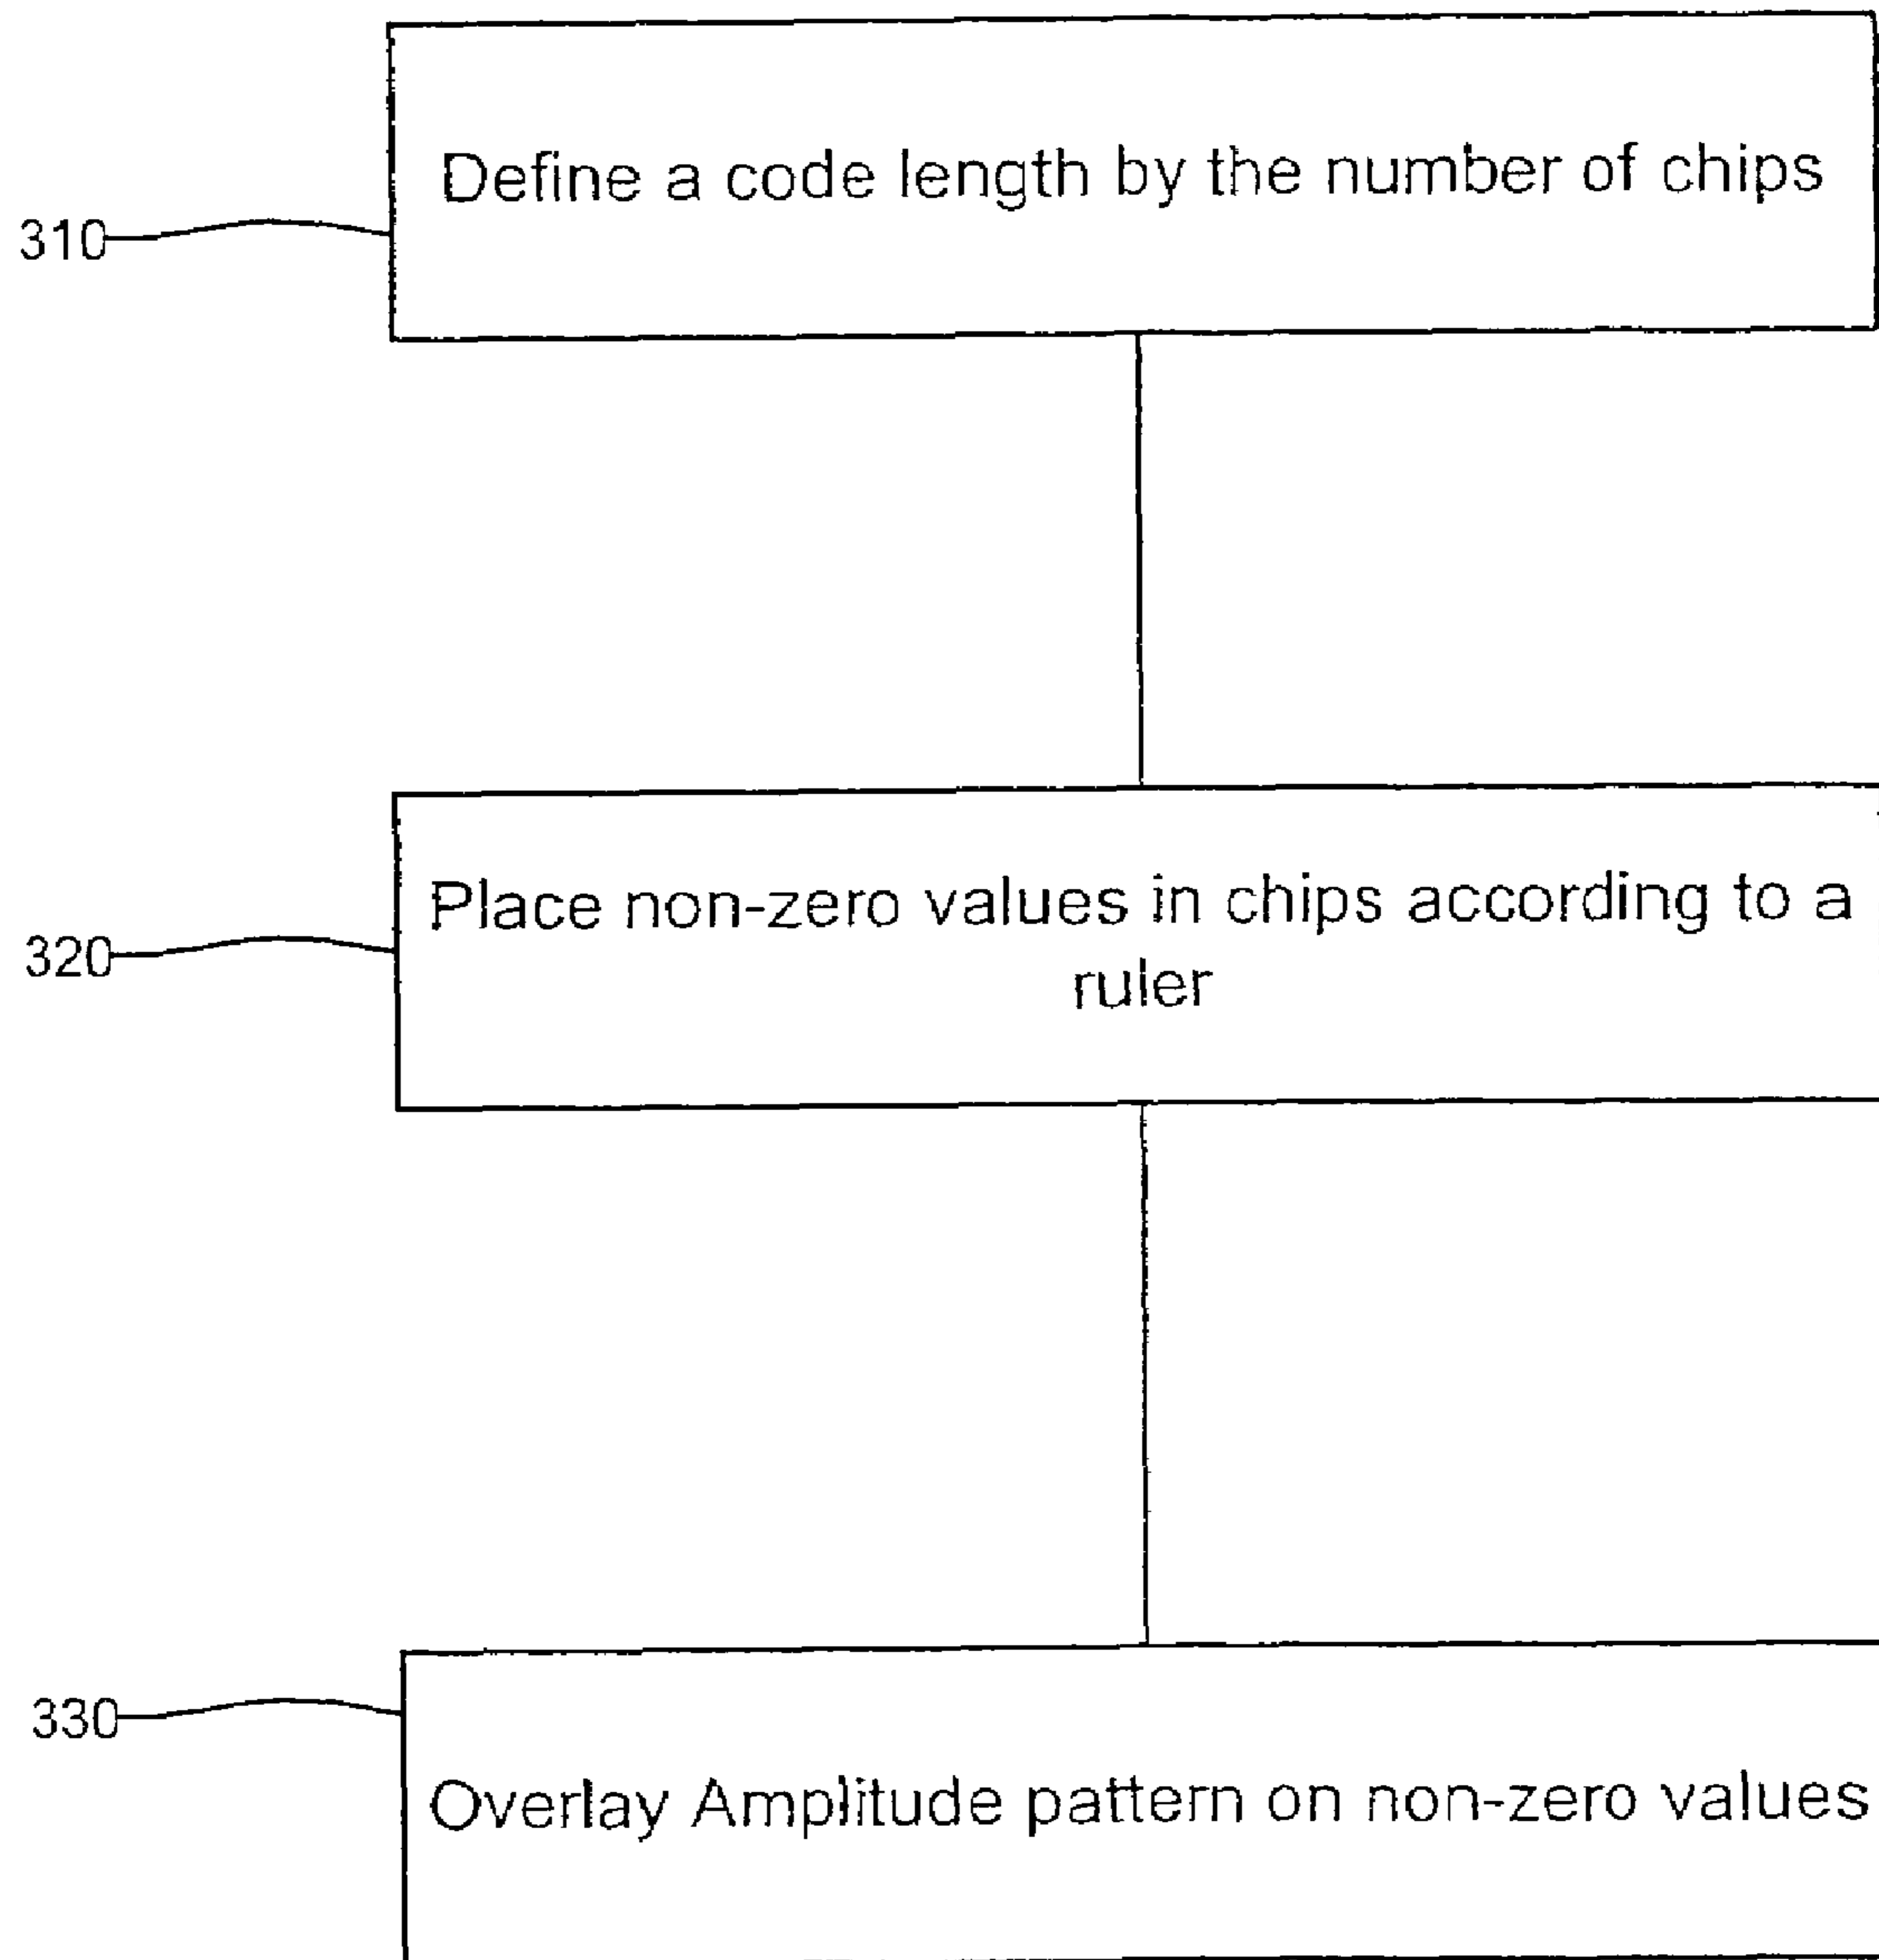 Define a code length by the number of chips
310
Place non-zero values in chips according to a
ruler
320
330
Overlay Amplitude pattern on non-zero values